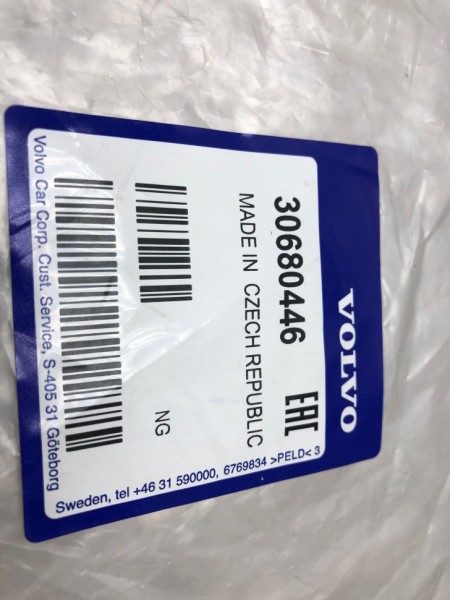 VOLVO
30680446 EAC
MADE IN CZECH REPUBLIC
NG
Volvo Car Corp. Cust. Service, S-405 31 Göteborg
Sweden, tel +46 31 590000, 6769834 >PELD< 3